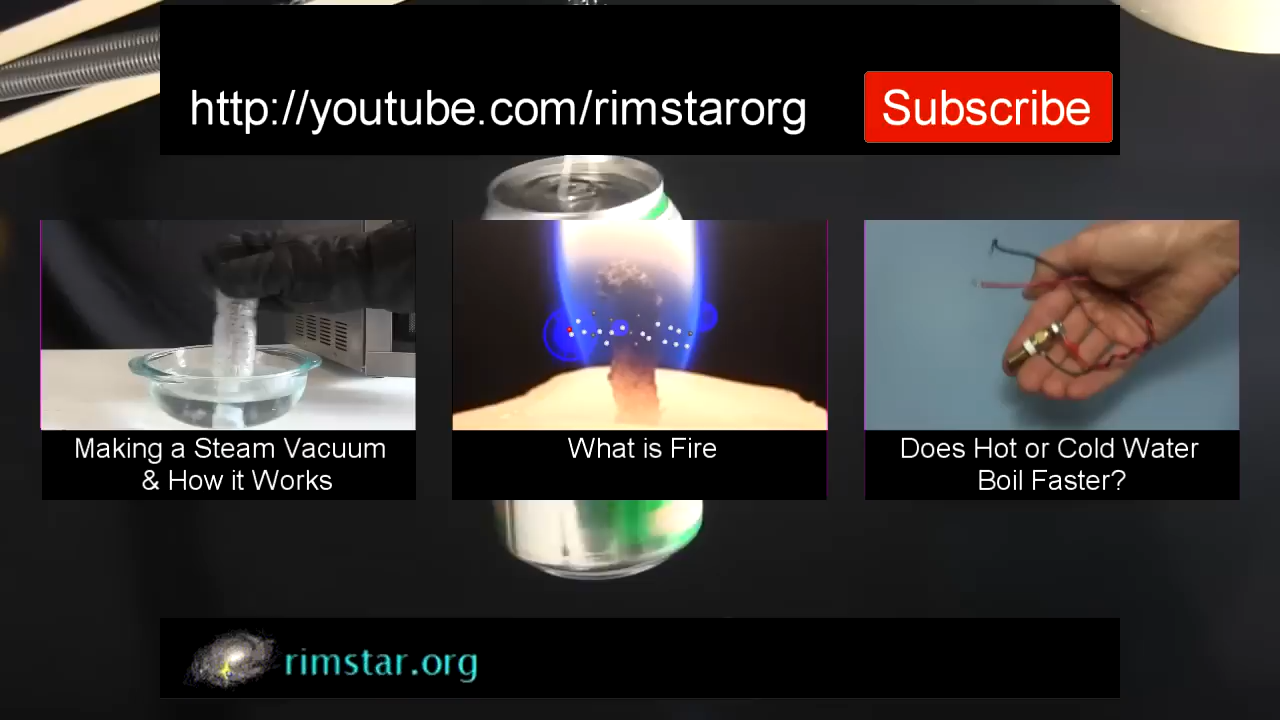 http://youtube.com/rimstarorg
Subscribe
Making a Steam Vacuum
& How it Works
What is Fire
Does Hot or Cold Water
Boil Faster?
rimstar.org